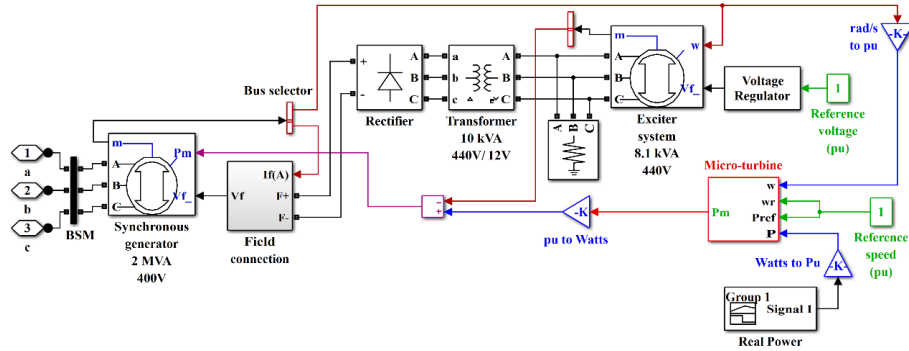 rad/s
to pu
-K-
m
w
A
B
C
Vf_
Exciter
system
8.1 kVA
440V
Voltage
Regulator
1
Reference
voltage
(pu)
+
-
A
B
C
Rectifier
a
b
c
A
B
C
Transformer
10 kVA
440V/ 12V
A B C
Bus selector
m
Pm
A
B
C
Vf_
Synchronous
generator
2 MVA
400V
1
a
2
b
3
c
BSM
If(A)
Vf
F+
F-
Field
connection
-
+
-K-
pu to Watts
Micro-turbine
w
wr
Pm
Pref
P
1
Reference
speed
(pu)
Watts to Pu
-K-
Group 1
Signal 1
Real Power